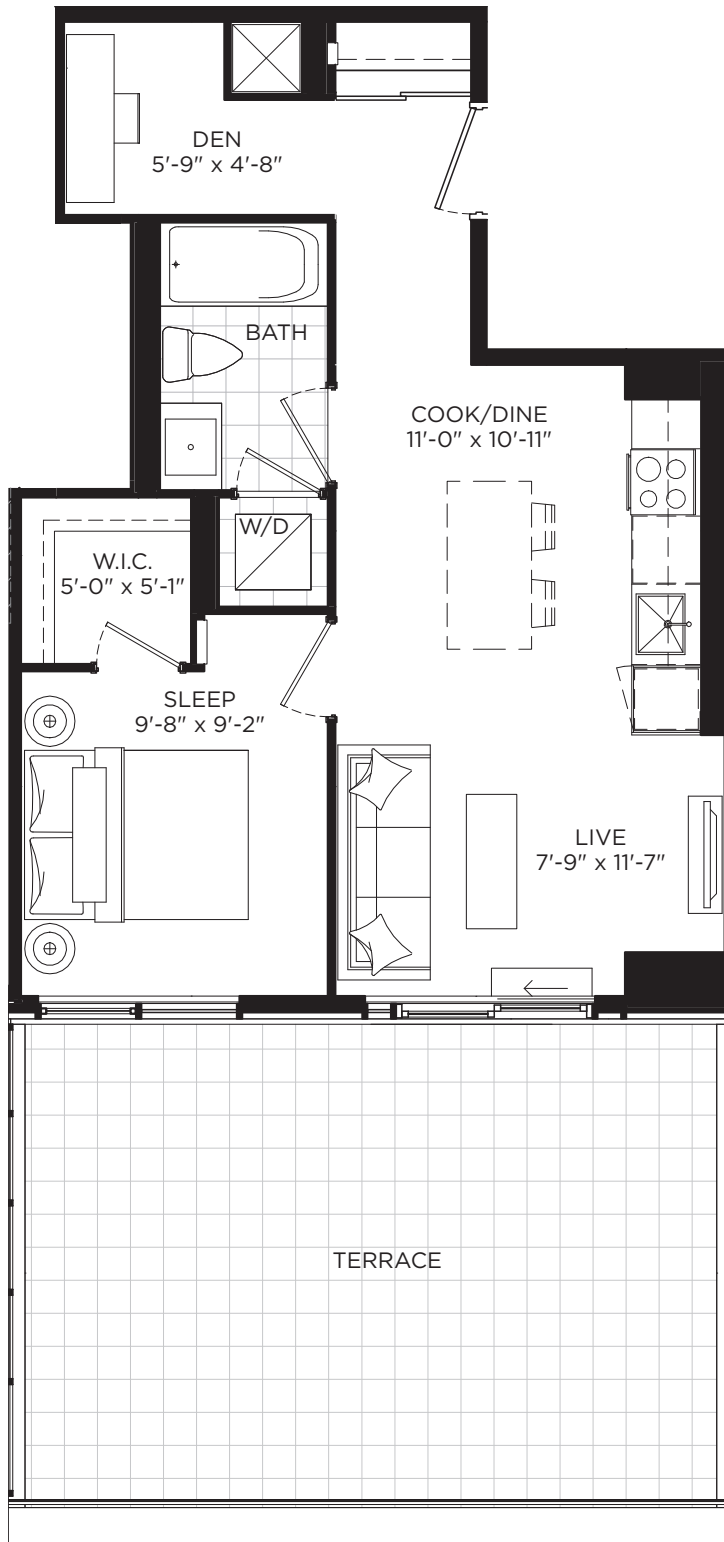 DEN
5'-9" x 4'-8"
BATH
COOK/DINE
11'-0" x 10'-11"
W/D
W.I.C.
5'-0" x 5'-1"
SLEEP
9'-8" x 9'-2"
LIVE
7'-9" x 11'-7"
TERRACE